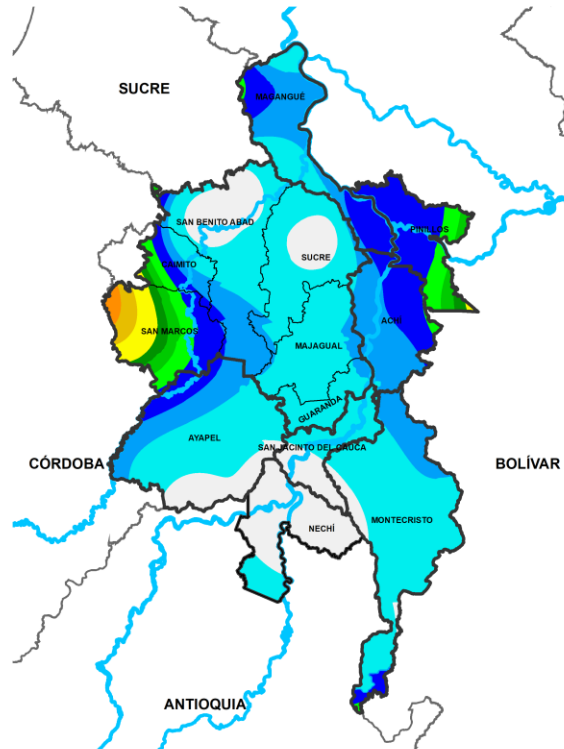 SUCRE
MAGANGUÉ
SAN BENITO ABAD
PINILLOS
SUCRE
CAIMITO
ACHÍ
SAN MARCOS
MAJAGUAL
GUARANDA
AYAPEL
SAN JACINTO DEL CAUCA
CÓRDOBA
BOLÍVAR
MONTECRISTO
NECHÍ
ANTIOQUIA